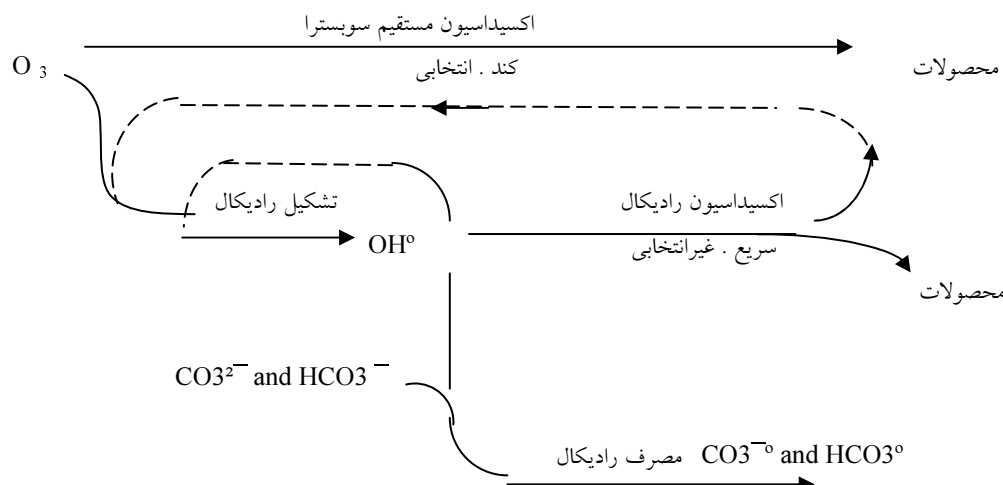 اکسیداسیون مستقیم سوبسترا
O 3
محصولات
کند . انتخابی
تشکیل رادیکال
اکسیداسیون رادیکال
OHº
سریع . غیرانتخابی
محصولات
CO3²¯ and HCO3 ¯
مصرف رادیکال CO3¯º and HCO3º